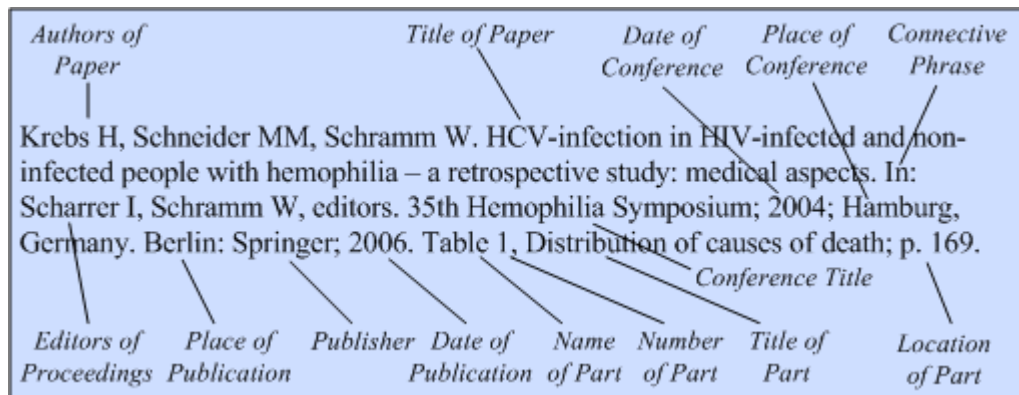 Authors of Title of Paper Date of Place of Connective
Paper Conference Conference Phrase
Krebs H, Schneider MM, Schramm W. HCV-infection in HIV-infected and non-
infected people with hemophilia – a retrospective study: medical aspects. In:
Scharrer I, Schramm W, editors. 35th Hemophilia Symposium; 2004; Hamburg,
Germany. Berlin: Springer; 2006. Table 1, Distribution of causes of death; p. 169.
Conference Title
Editors of Place of Publisher Date of Name Number Title of Location
Proceedings Publication Publication of Part of Part Part of Part